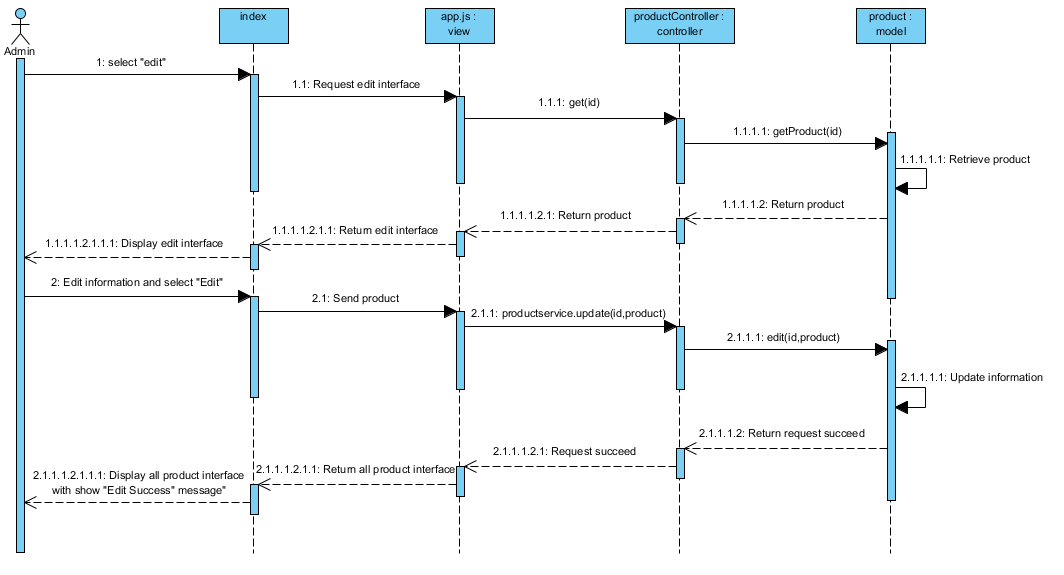 index
app.js :
view
productController :
controller
product :
model
Admin
1: select "edit"
1.1: Request edit interface
1.1.1: get(id)
1.1.1.1: getProduct(id)
1.1.1.1.1: Retrieve product
1.1.1.1.2: Return product
1.1.1.1.2.1: Return product
1.1.1.1.2.1.1: Return edit interface
1.1.1.1.2.1.1.1: Display edit interface
2: Edit information and select "Edit"
2.1: Send product
2.1.1: productservice.update(id,product)
2.1.1.1: edit(id,product)
2.1.1.1.1: Update information
2.1.1.1.2: Return request succeed
2.1.1.1.2.1: Request succeed
2.1.1.1.2.1.1: Return all product interface
2.1.1.1.2.1.1.1: Display all product interface
with show "Edit Success" message"